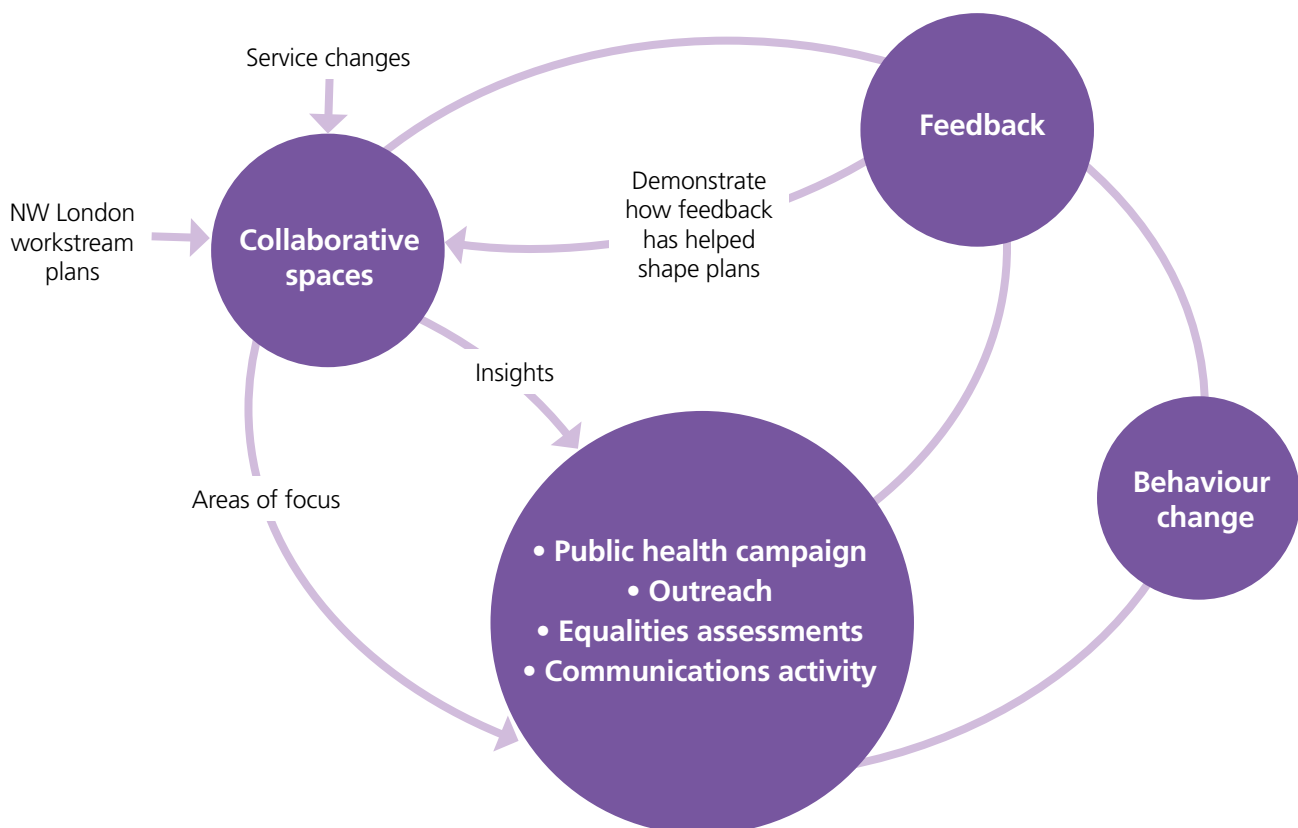 Service changes
Feedback
Demonstrate
how feedback
has helped
shape plans
NW London
workstream
plans
Collaborative
spaces
Insights
Areas of focus
Behaviour
change
• Public health campaign
• Outreach
• Equalities assessments
• Communications activity